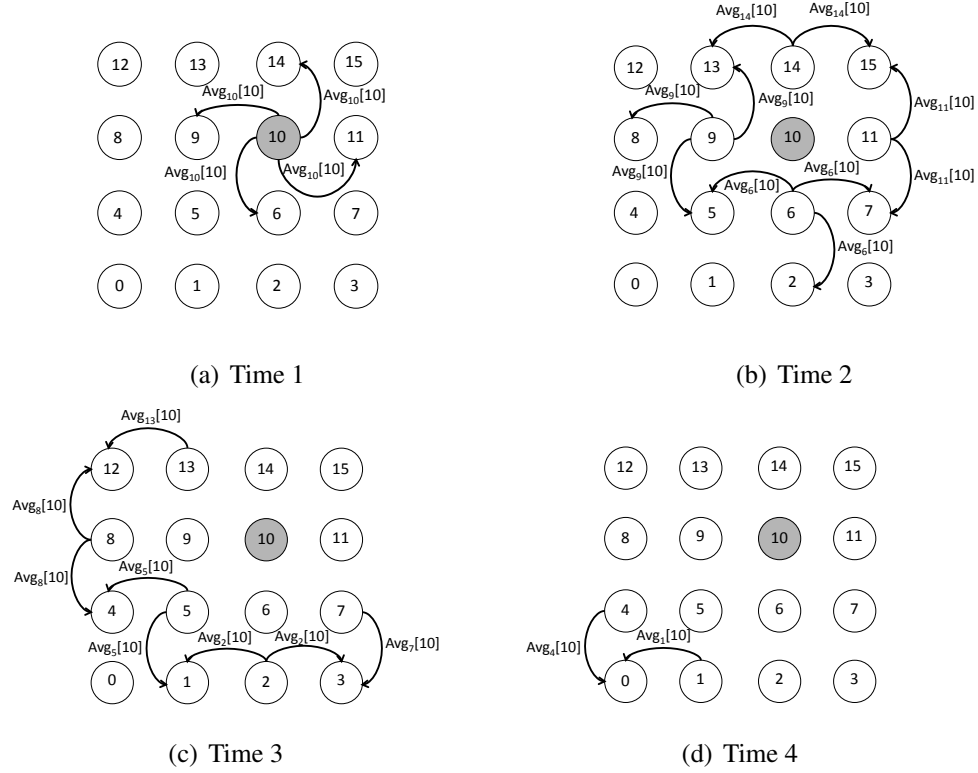 12 13 14 15
Avg10[10] Avg10[10]
8 9 10 11
Avg10[10] Avg10[10]
4 5 6 7
0 1 2 3
(a) Time 1
Avg14[10] Avg14[10]
12 13 14 15
Avg9[10] Avg9[10] Avg11[10]
8 9 10 11
Avg9[10] Avg6[10] Avg6[10] Avg11[10]
4 5 6 7
Avg6[10]
0 1 2 3
(b) Time 2
Avg13[10]
12 13 14 15
Avg8[10]
8 9 10 11
Avg8[10] Avg5[10]
4 5 6 7
Avg5[10] Avg2[10] Avg2[10] Avg7[10]
0 1 2 3
(c) Time 3
12 13 14 15
8 9 10 11
4 5 6 7
Avg4[10] Avg1[10]
0 1 2 3
(d) Time 4